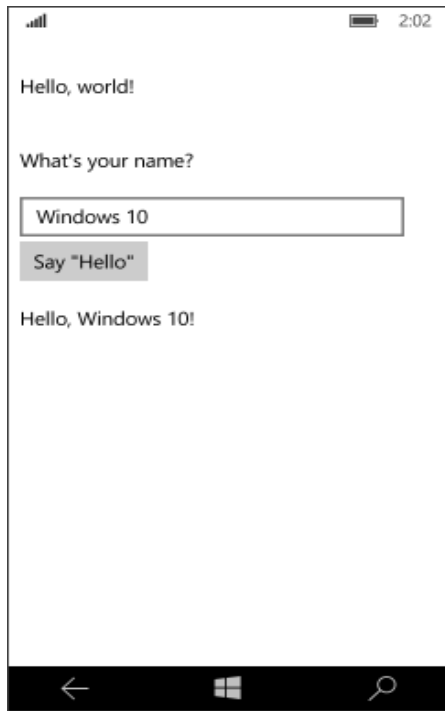 2:02
Hello, world!
What's your name?
Windows 10
Say "Hello"
Hello, Windows 10!